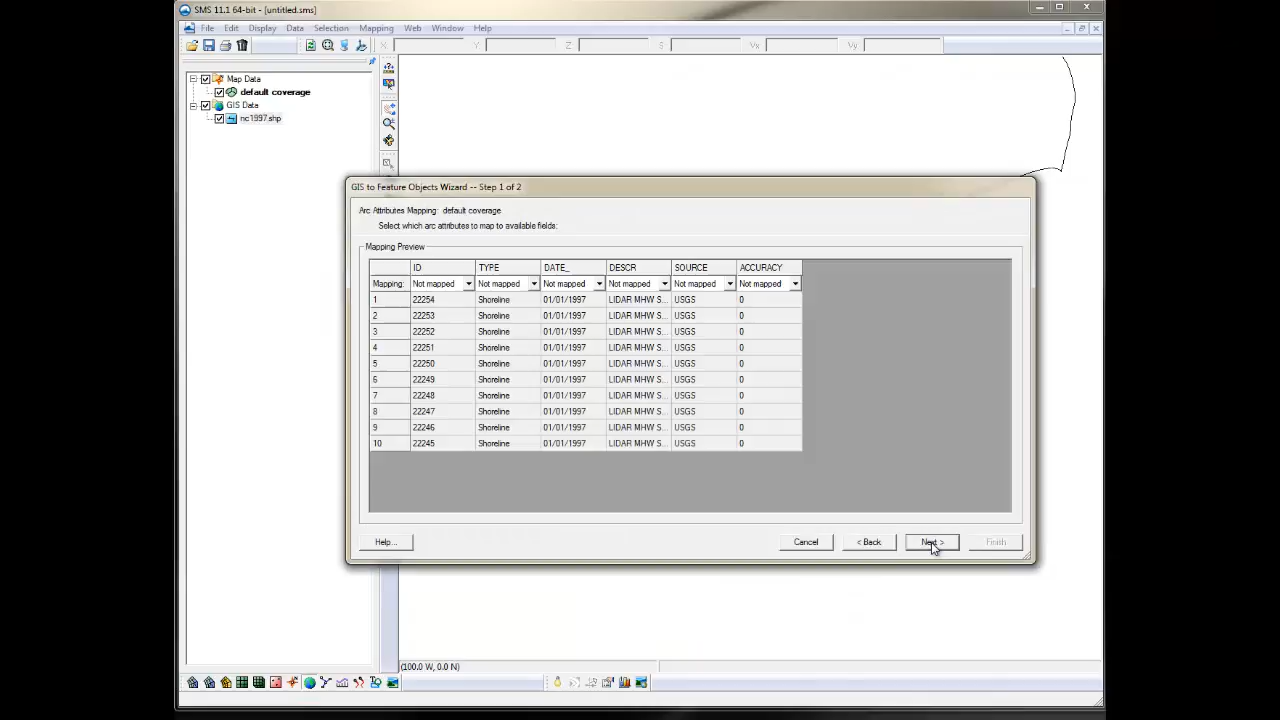 SMS 11.1 64-bit - [untitled.sms]
File Edit Display Data Selection Mapping Web Window Help
X Y Z S Vx Vy
Map Data
default coverage
GIS Data
nc1997.shp
GIS to Feature Objects Wizard -- Step 1 of 2
Arc Attributes Mapping: default coverage
Select which arc attributes to map to available fields:
Mapping Preview
ID TYPE DATE_ DESCR SOURCE ACCURACY
Mapping: Not mapped Not mapped Not mapped Not mapped Not mapped Not mapped
1 22254 Shoreline 01/01/1997 LIDAR MHW S... USGS 0
2 22253 Shoreline 01/01/1997 LIDAR MHW S... USGS 0
3 22252 Shoreline 01/01/1997 LIDAR MHW S... USGS 0
4 22251 Shoreline 01/01/1997 LIDAR MHW S... USGS 0
5 22250 Shoreline 01/01/1997 LIDAR MHW S... USGS 0
6 22249 Shoreline 01/01/1997 LIDAR MHW S... USGS 0
7 22248 Shoreline 01/01/1997 LIDAR MHW S... USGS 0
8 22247 Shoreline 01/01/1997 LIDAR MHW S... USGS 0
9 22246 Shoreline 01/01/1997 LIDAR MHW S... USGS 0
10 22245 Shoreline 01/01/1997 LIDAR MHW S... USGS 0
Help... Cancel < Back Next > Finish
(100.0 W, 0.0 N)